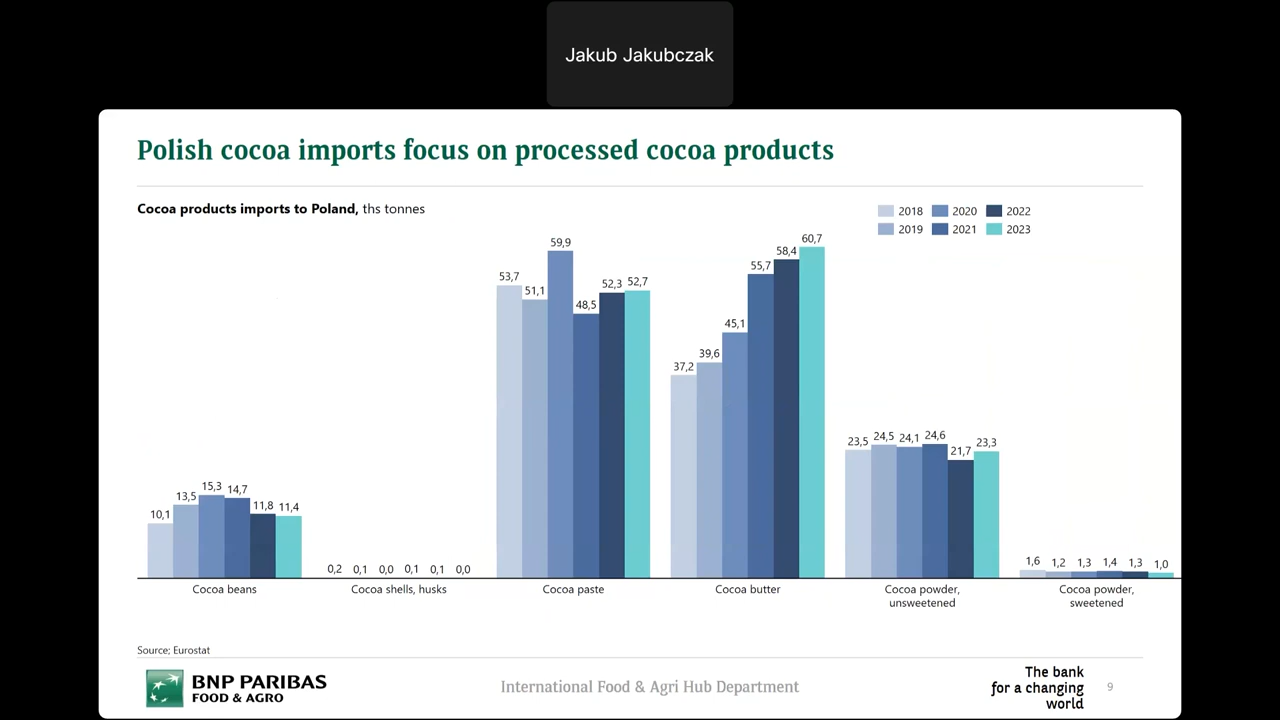 Jakub Jakubczak
Polish cocoa imports focus on processed cocoa products
Cocoa products imports to Poland, ths tonnes
2018 2020 2022
2019 2021 2023
10,1 13,5 15,3 14,7 11,8 11,4
0,2 0,1 0,0 0,1 0,1 0,0
53,7 51,1 59,9 48,5 52,3 52,7
37,2 39,6 45,1 55,7 58,4 60,7
23,5 24,5 24,1 24,6 21,7 23,3
1,6 1,2 1,3 1,4 1,3 1,0
Cocoa beans
Cocoa shells, husks
Cocoa paste
Cocoa butter
Cocoa powder,
unsweetened
Cocoa powder,
sweetened
Source; Eurostat
BNP PARIBAS
FOOD & AGRO
International Food & Agri Hub Department
The bank
for a changing
world
9